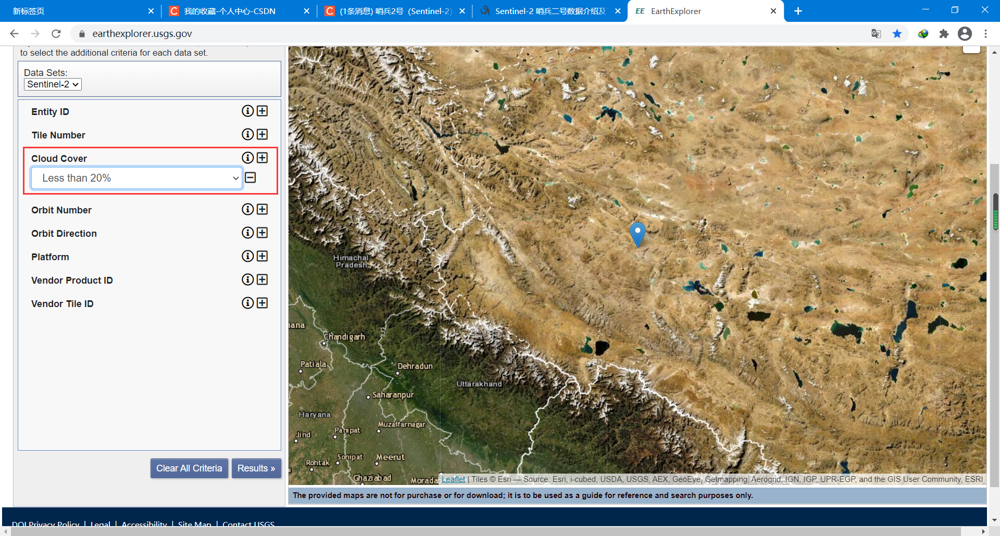 新标签页
我的收藏-个人中心-CSDN
(1条消息) 哨兵2号（Sentinel-2)
Sentinel-2 哨兵二号数据介绍及
EE EarthExplorer
earthexplorer.usgs.gov
to select the additional criteria for each data set.
Data Sets:
Sentinel-2
Entity ID
Tile Number
Cloud Cover
Less than 20%
Orbit Number
Orbit Direction
Platform
Vendor Product ID
Vendor Tile ID
Clear All Criteria
Results »
Himachal
Pradesh
iana
Chandigarh
Patiala
Dehradun
Uttarakhand
Saharanpur
Haryana
Muzaffarnagar
Panipat
Jind
Sonipat
Meerut
Rohtak
Ghaziabad
Morada
Leaflet | Tiles © Esri — Source: Esri, i-cubed, USDA, USGS, AEX, GeoEye, Getmapping, Aerogrid, IGN, IGP, UPR-EGP, and the GIS User Community, ESRI
The provided maps are not for purchase or for download; it is to be used as a guide for reference and search purposes only.
DOI Privacy Policy | Legal | Accessibility | Site Map | Contact USGS